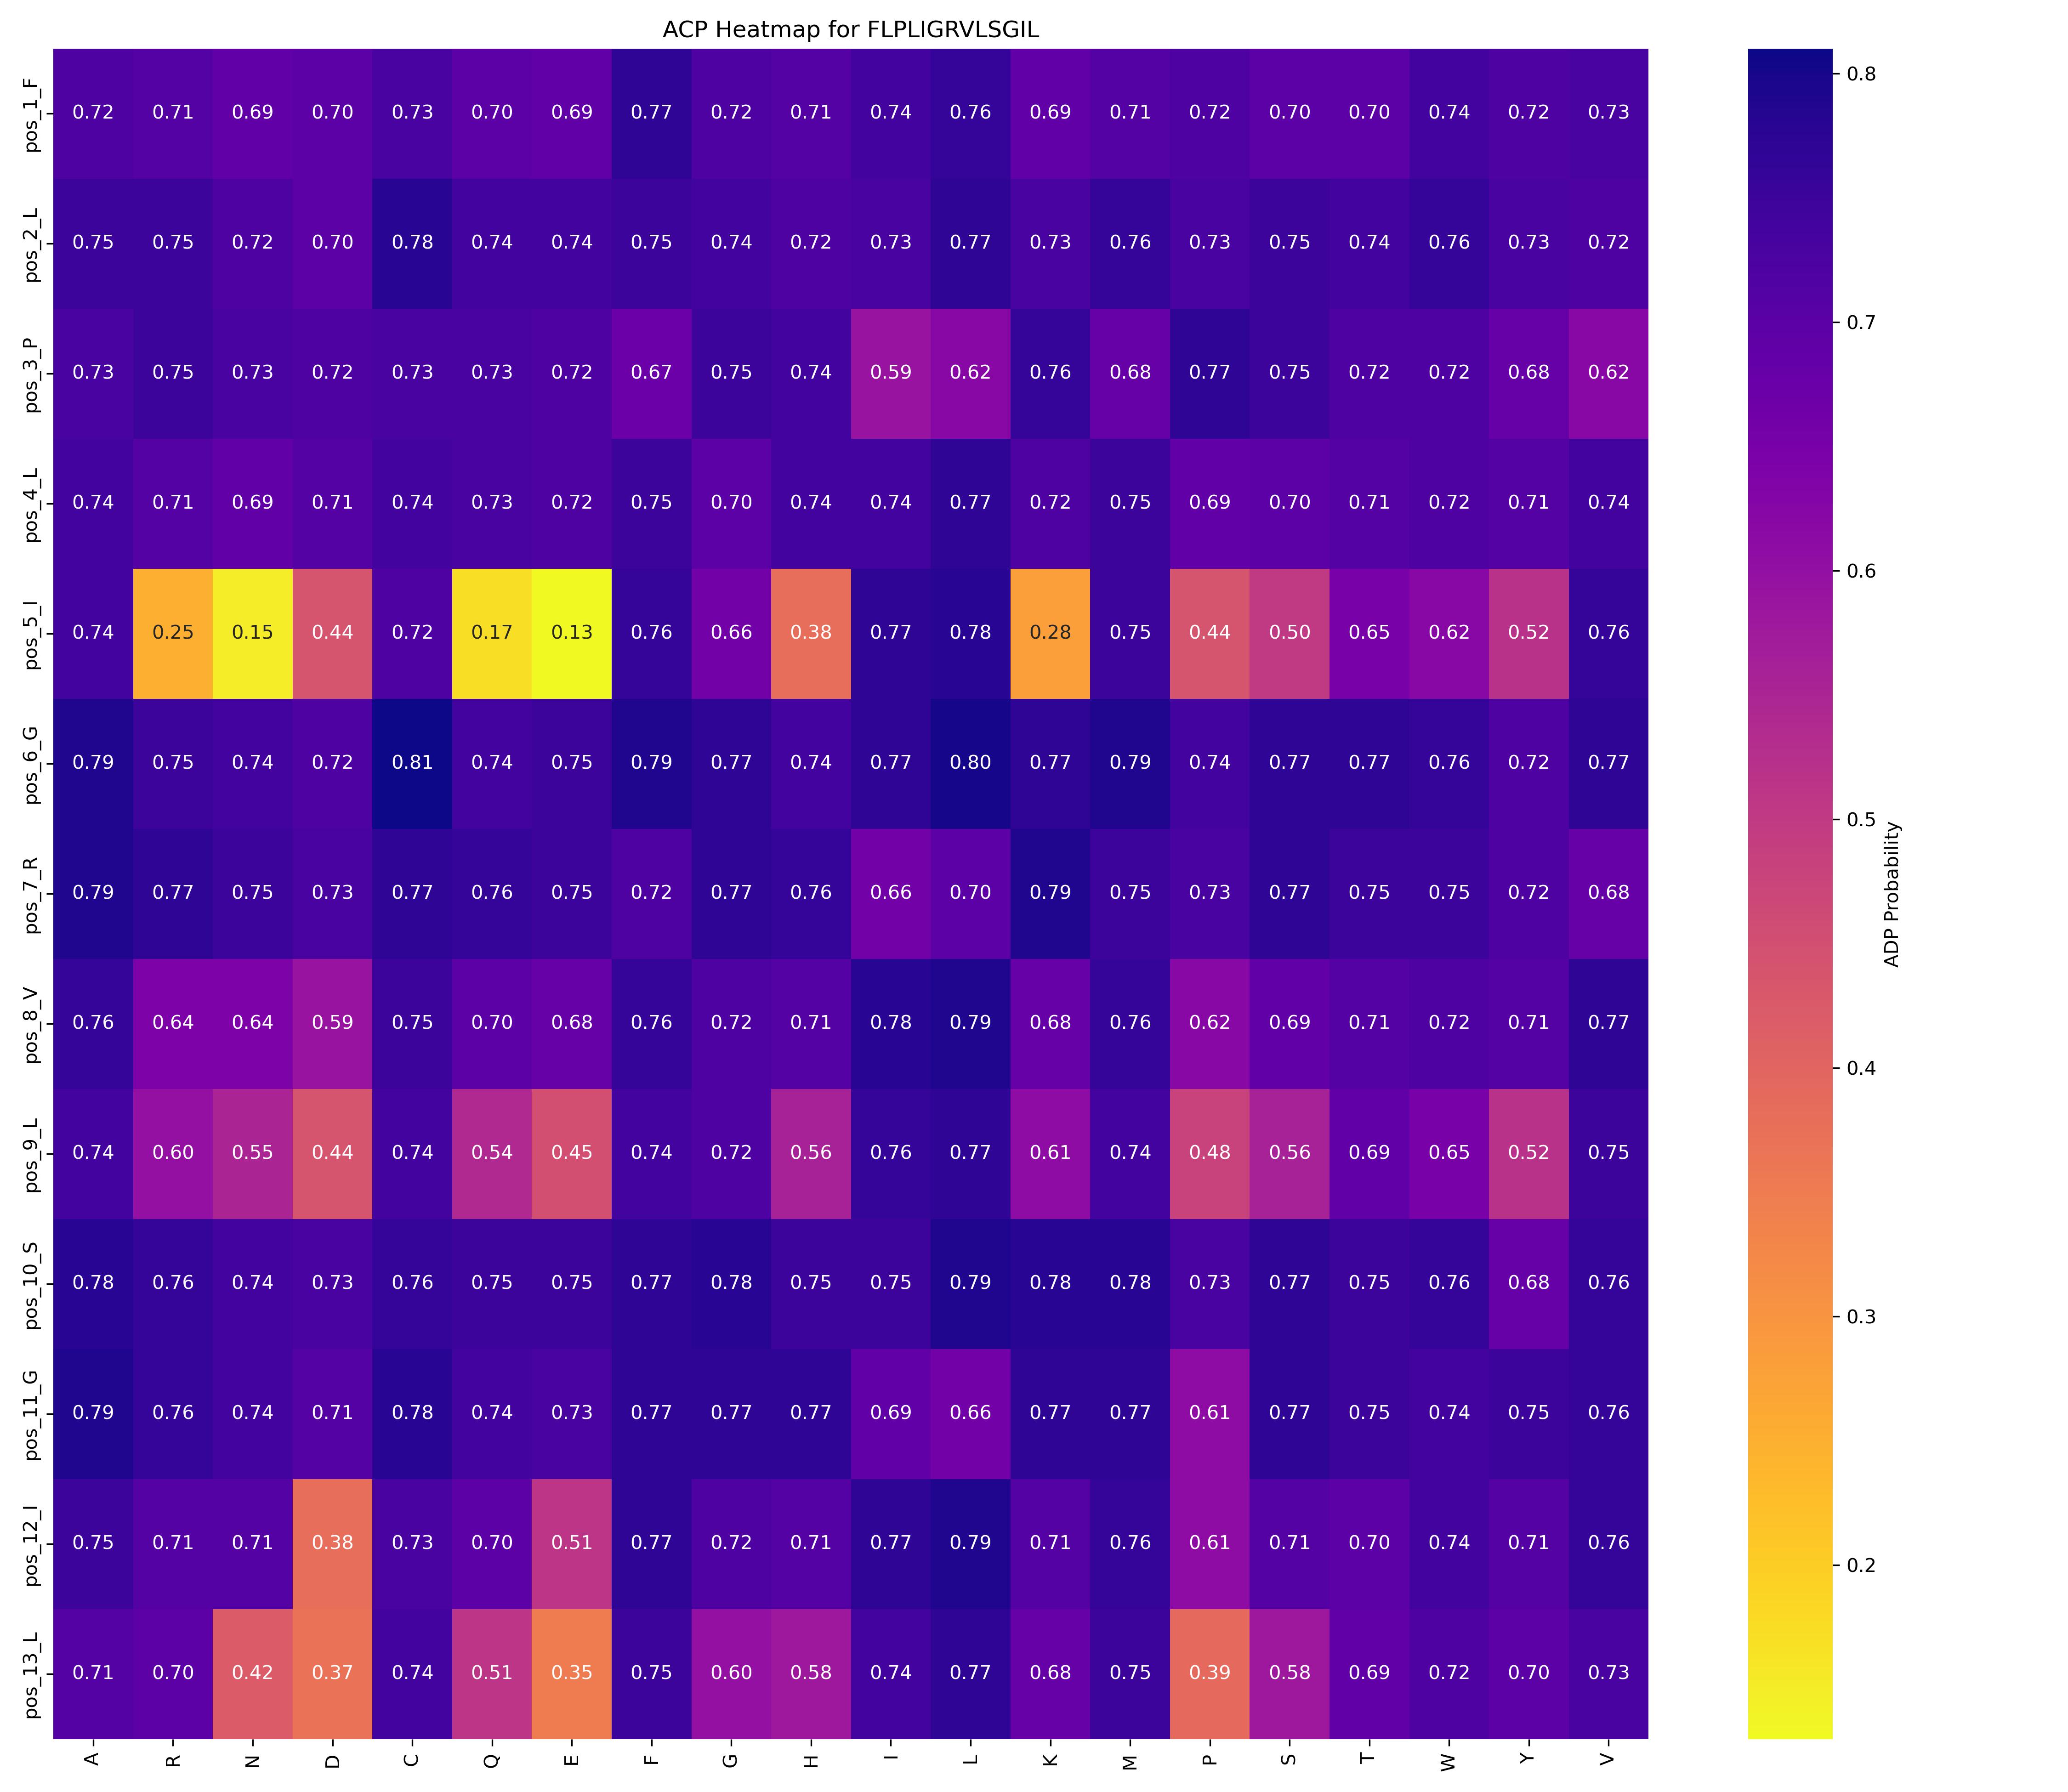 ACP Heatmap for FLPLIGRVLSGIL
pos_1_F 0.72 0.71 0.69 0.70 0.73 0.70 0.69 0.77 0.72 0.71 0.74 0.76 0.69 0.71 0.72 0.70 0.70 0.74 0.72 0.73
pos_2_L 0.75 0.75 0.72 0.70 0.78 0.74 0.74 0.75 0.74 0.72 0.73 0.77 0.73 0.76 0.73 0.75 0.74 0.76 0.73 0.72
pos_3_P 0.73 0.75 0.73 0.72 0.73 0.73 0.72 0.67 0.75 0.74 0.59 0.62 0.76 0.68 0.77 0.75 0.72 0.72 0.68 0.62
pos_4_L 0.74 0.71 0.69 0.71 0.74 0.73 0.72 0.75 0.70 0.74 0.74 0.77 0.72 0.75 0.69 0.70 0.71 0.72 0.71 0.74
pos_5_I 0.74 0.25 0.15 0.44 0.72 0.17 0.13 0.76 0.66 0.38 0.77 0.78 0.28 0.75 0.44 0.50 0.65 0.62 0.52 0.76
pos_6_G 0.79 0.75 0.74 0.72 0.81 0.74 0.75 0.79 0.77 0.74 0.77 0.80 0.77 0.79 0.74 0.77 0.77 0.76 0.72 0.77
pos_7_R 0.79 0.77 0.75 0.73 0.77 0.76 0.75 0.72 0.77 0.76 0.66 0.70 0.79 0.75 0.73 0.77 0.75 0.75 0.72 0.68
pos_8_V 0.76 0.64 0.64 0.59 0.75 0.70 0.68 0.76 0.72 0.71 0.78 0.79 0.68 0.76 0.62 0.69 0.71 0.72 0.71 0.77
pos_9_L 0.74 0.60 0.55 0.44 0.74 0.54 0.45 0.74 0.72 0.56 0.76 0.77 0.61 0.74 0.48 0.56 0.69 0.65 0.52 0.75
pos_10_S 0.78 0.76 0.74 0.73 0.76 0.75 0.75 0.77 0.78 0.75 0.75 0.79 0.78 0.78 0.73 0.77 0.75 0.76 0.68 0.76
pos_11_G 0.79 0.76 0.74 0.71 0.78 0.74 0.73 0.77 0.77 0.77 0.69 0.66 0.77 0.77 0.61 0.77 0.75 0.74 0.75 0.76
pos_12_I 0.75 0.71 0.71 0.38 0.73 0.70 0.51 0.77 0.72 0.71 0.77 0.79 0.71 0.76 0.61 0.71 0.70 0.74 0.71 0.76
pos_13_L 0.71 0.70 0.42 0.37 0.74 0.51 0.35 0.75 0.60 0.58 0.74 0.77 0.68 0.75 0.39 0.58 0.69 0.72 0.70 0.73
A R N D C Q E F G H I L K M P S T W Y V
0.8
0.7
0.6
0.5
0.4
0.3
0.2
ADP Probability